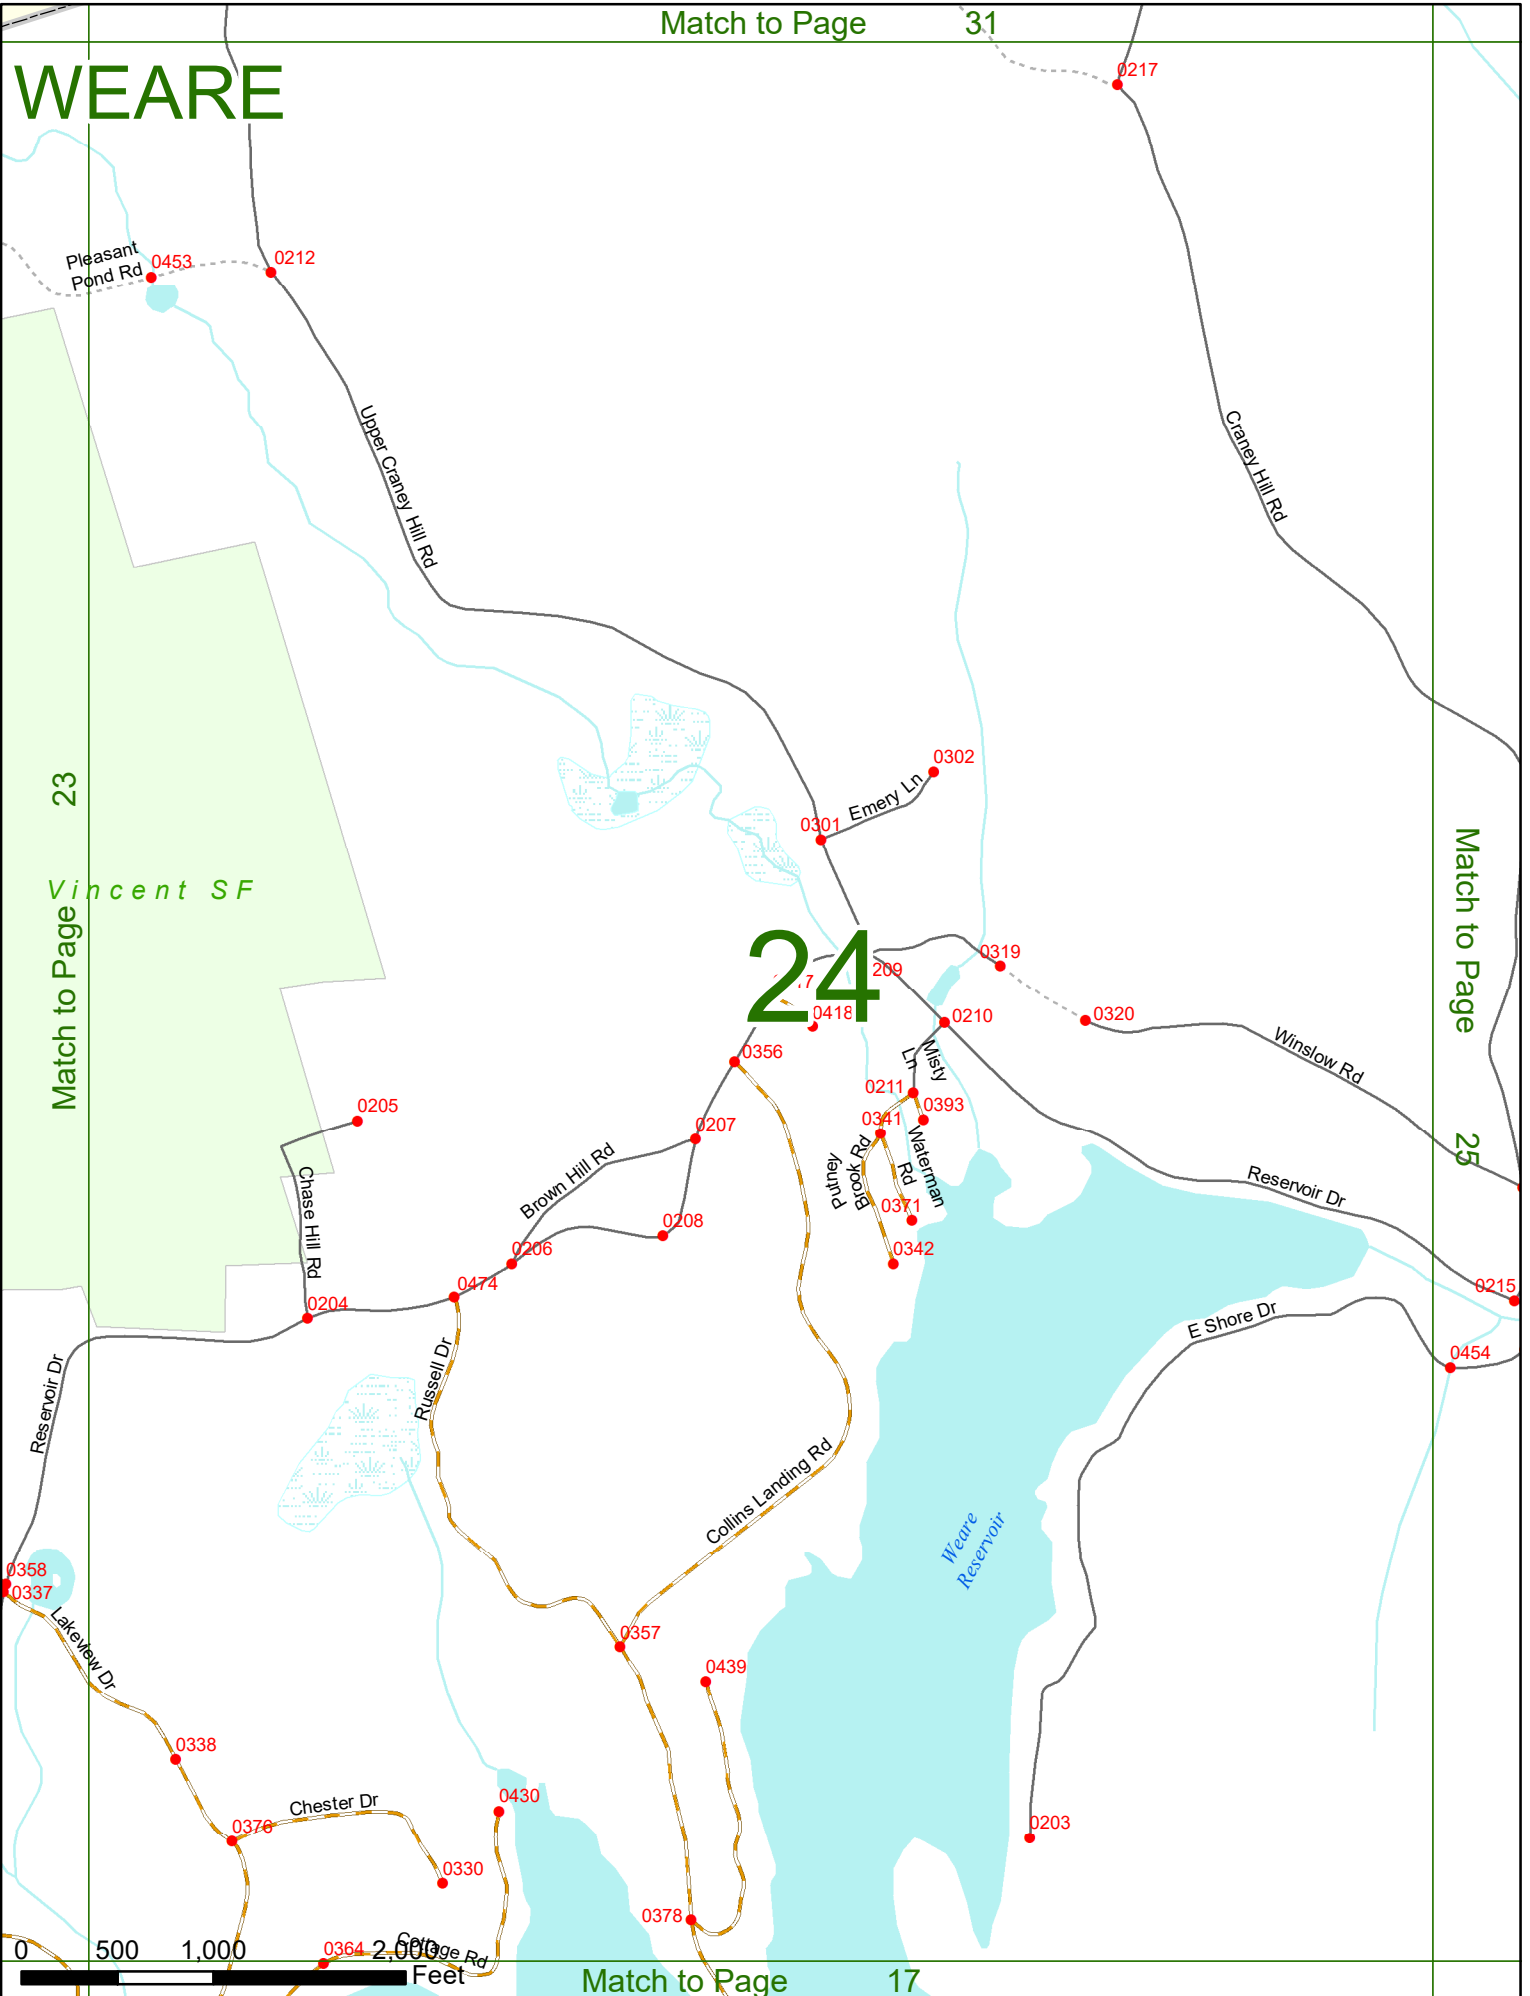 Match to Page 31
WEARE
0217
Pleasant
Pond Rd
0453
0212
Upper Craney Hill Rd
Craney Hill Rd
23
Match to Page
Vincent SF
0302
Emery Ln
0301
Match to Page
25
24
209
0319
0418
0210
0320
Winslow Rd
0356
Misty
Ln
0211
0393
0205
0207
0341
Waterman
Rd
Putney
Brook Rd
Chase Hill Rd
Brown Hill Rd
Reservoir Dr
0208
0371
0206
0342
0474
0215
0204
E Shore Dr
0454
Reservoir Dr
Russell Dr
Collins Landing Rd
Weare
Reservoir
0358
0337
Lakeview Dr
0357
0439
0338
Chester Dr
0430
0376
0203
0330
0378
0364
Cottage Rd
0 500 1,000 2,000
Feet
Match to Page 17